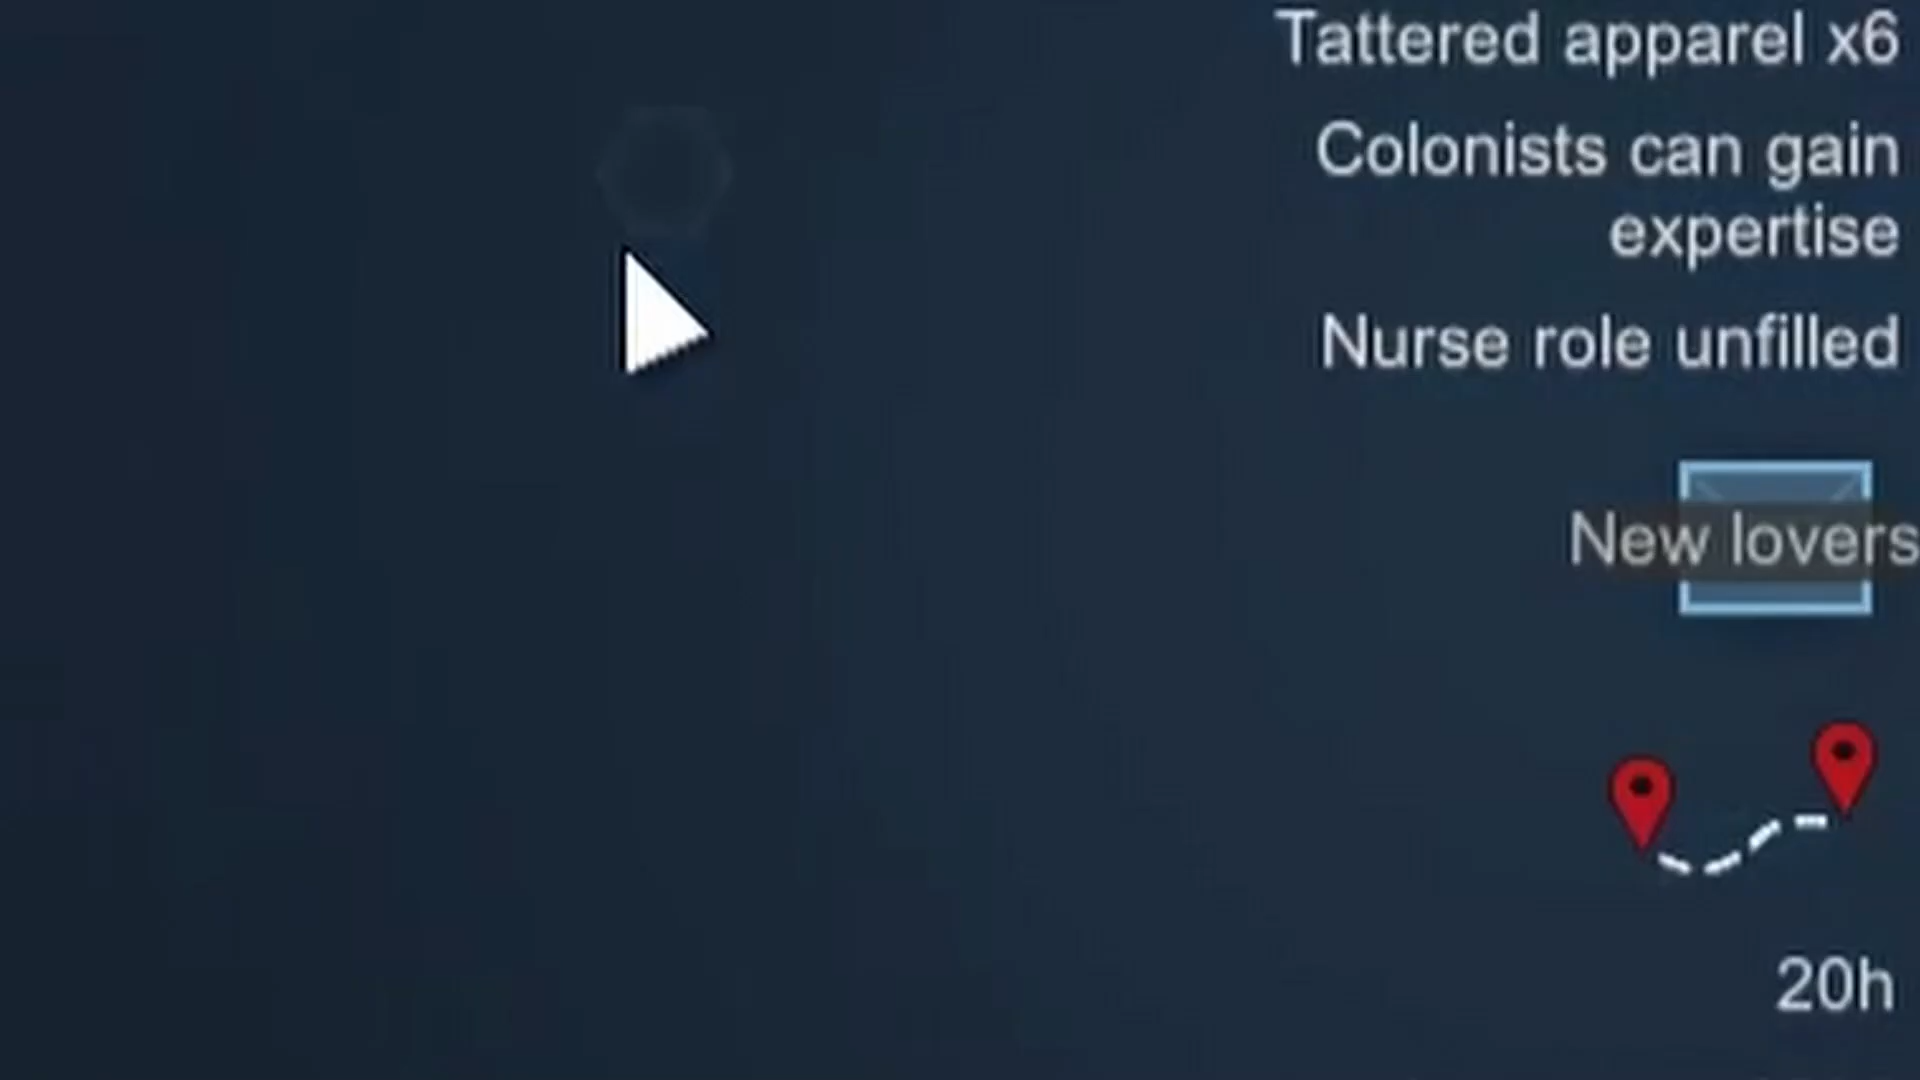 Tattered apparel x6
Colonists can gain
expertise
Nurse role unfilled
New lovers
20h